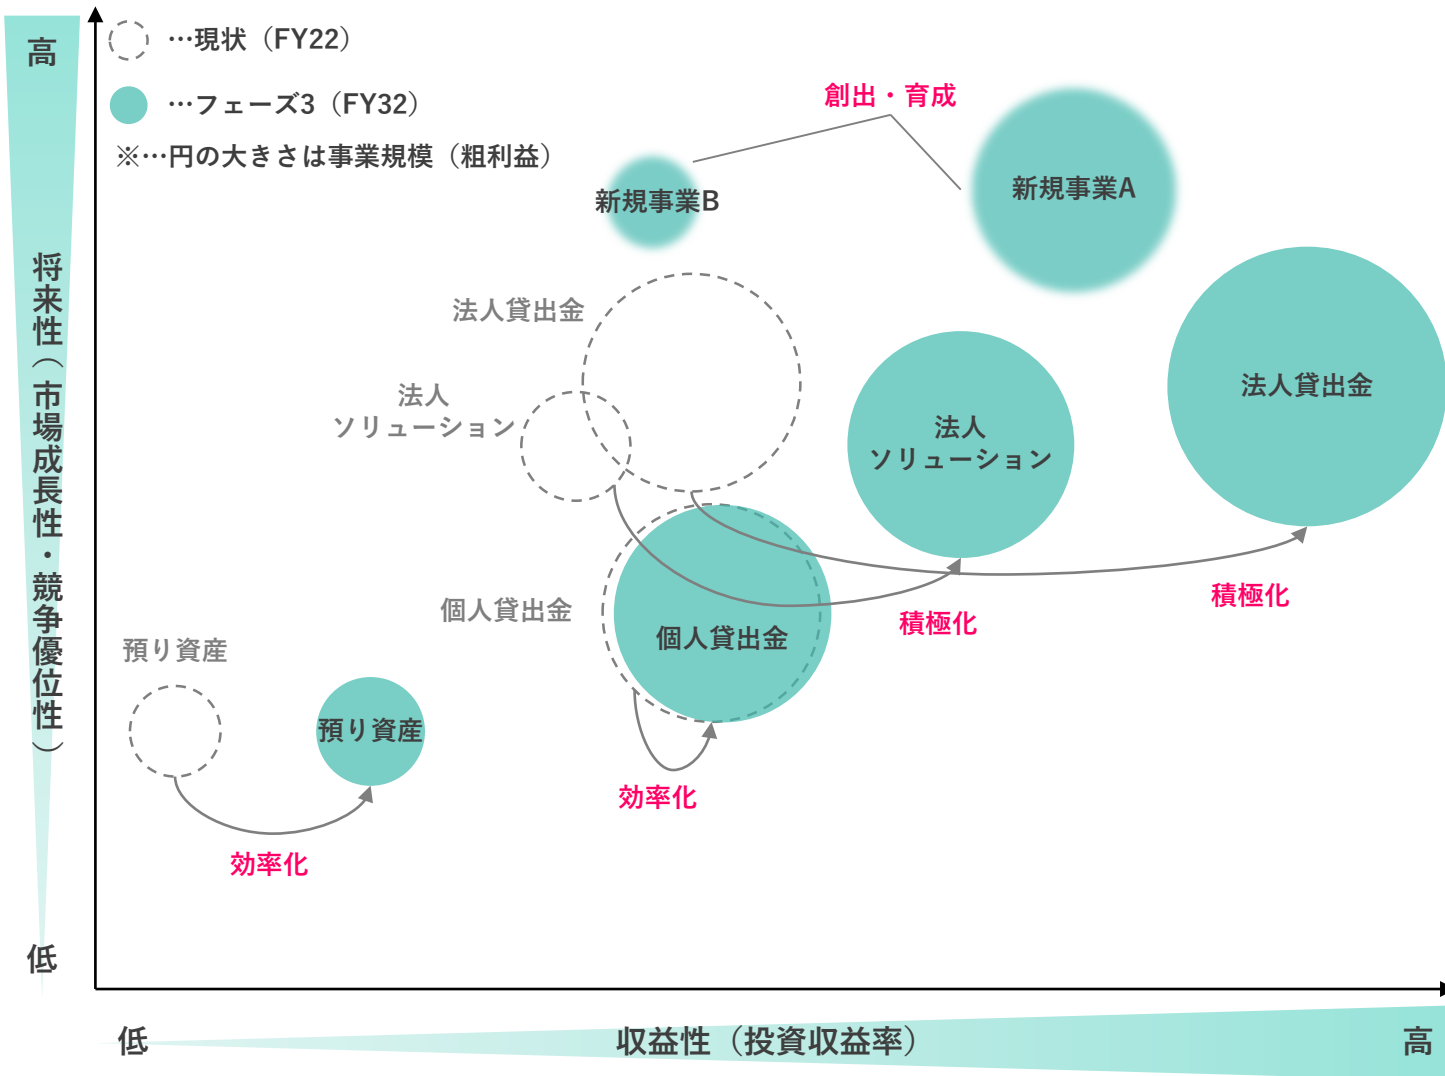 高
…現状（FY22）
…フェーズ3（FY32）
※…円の大きさは事業規模（粗利益）
創出・育成
新規事業B
新規事業A
将来性（市場成長性・競争優位性）
法人貸出金
法人
ソリューション
法人
ソリューション
法人貸出金
個人貸出金
個人貸出金
積極化
積極化
預り資産
預り資産
効率化
効率化
低
低
収益性（投資収益率）
高